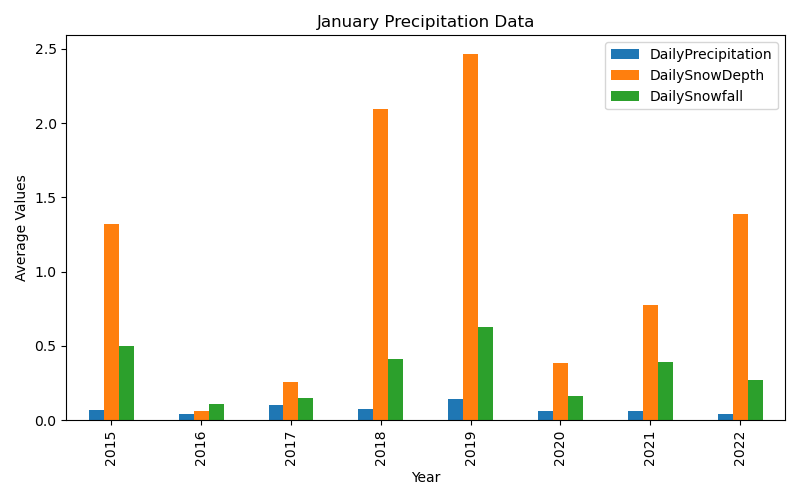 January Precipitation Data
DailyPrecipitation
DailySnowDepth
DailySnowfall
Average Values
2.5
2.0
1.5
1.0
0.5
0.0
2015
2016
2017
2018
2019
2020
2021
2022
Year